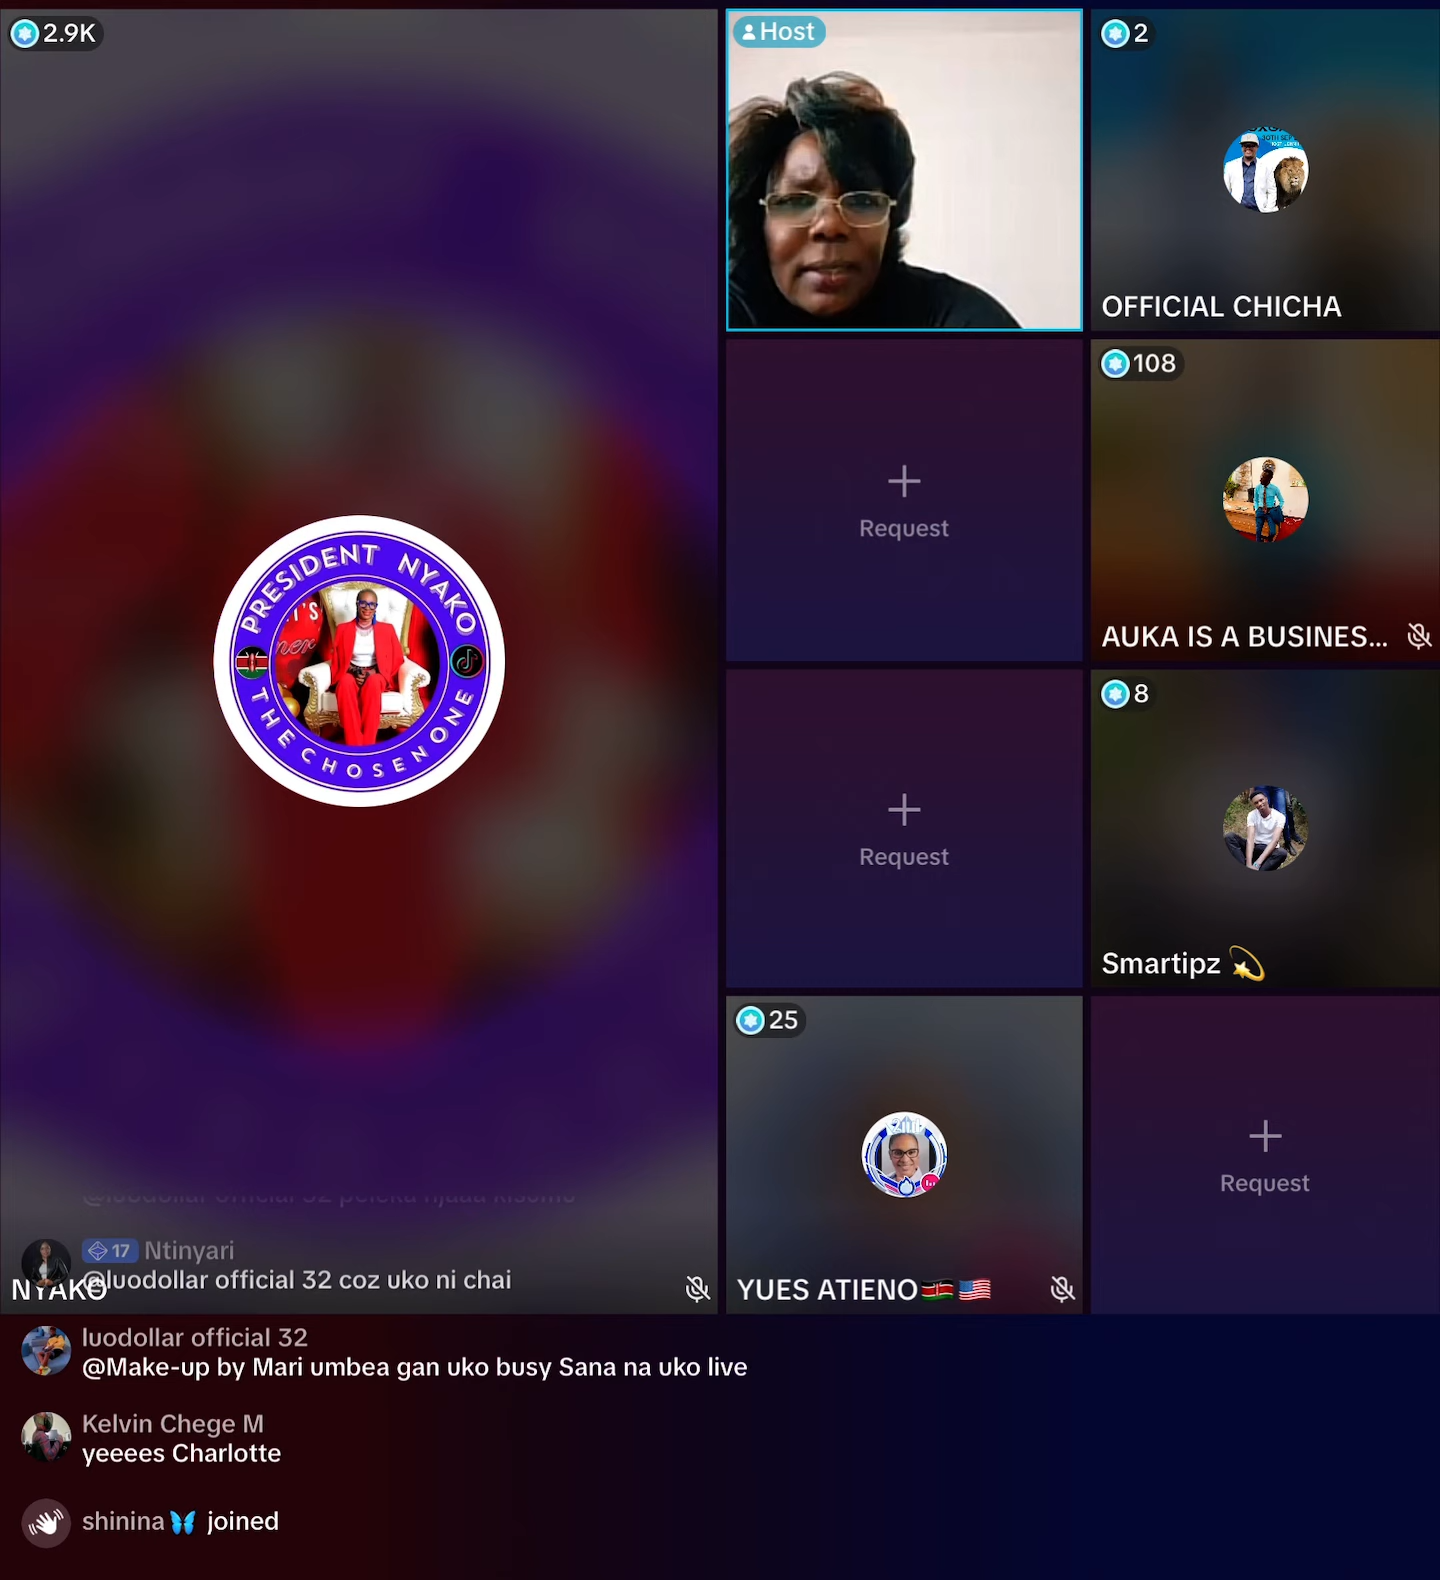 2.9K
PRESIDENT NYAKO
THE CHOSEN ONE
Host
2
OFFICIAL CHICHA
+
Request
108
AUKA IS A BUSINES...
+
Request
8
Smartipz 💫
25
YUES ATIENO🇰🇪🇺🇸
+
Request
17 Ntinyari
@luodollar official 32 coz uko ni chai
NYAKO
luodollar official 32
@Make-up by Mari umbea gan uko busy Sana na uko live
Kelvin Chege M
yeeees Charlotte
shinina🦋 joined